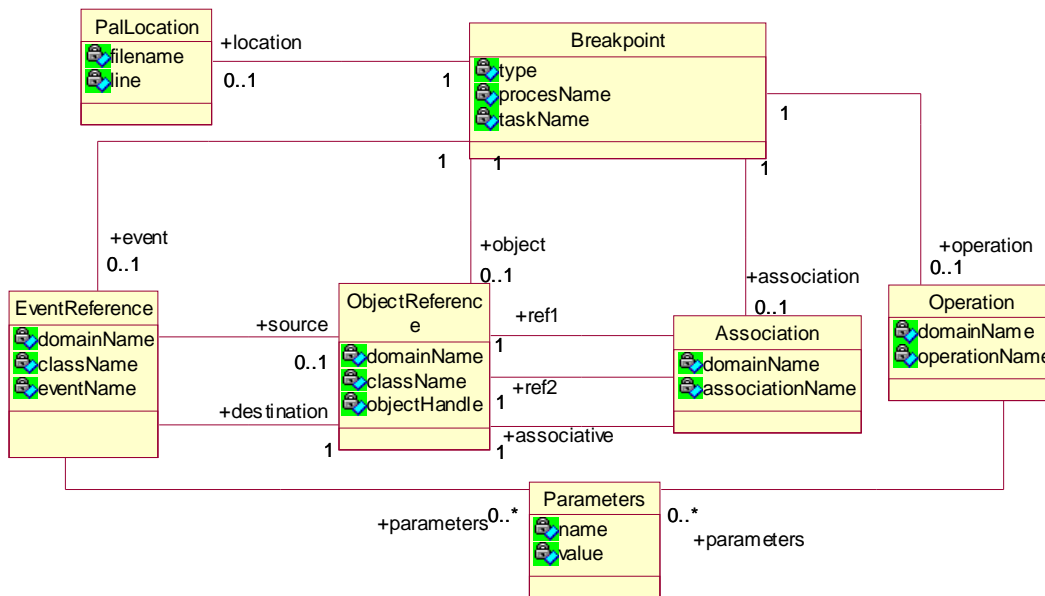 PalLocation
filename
line
+location
0..1
1
Breakpoint
type
procesName
taskName
1
1
1
1
+event
0..1
+object
0..1
+association
0..1
+operation
0..1
EventReference
domainName
className
eventName
+source
0..1
+destination
1
ObjectReferenc
e
domainName
className
objectHandle
+ref1
1
+ref2
1
+associative
1
Association
domainName
associationName
Operation
domainName
operationName
+parameters
0..*
Parameters
name
value
0..*
+parameters